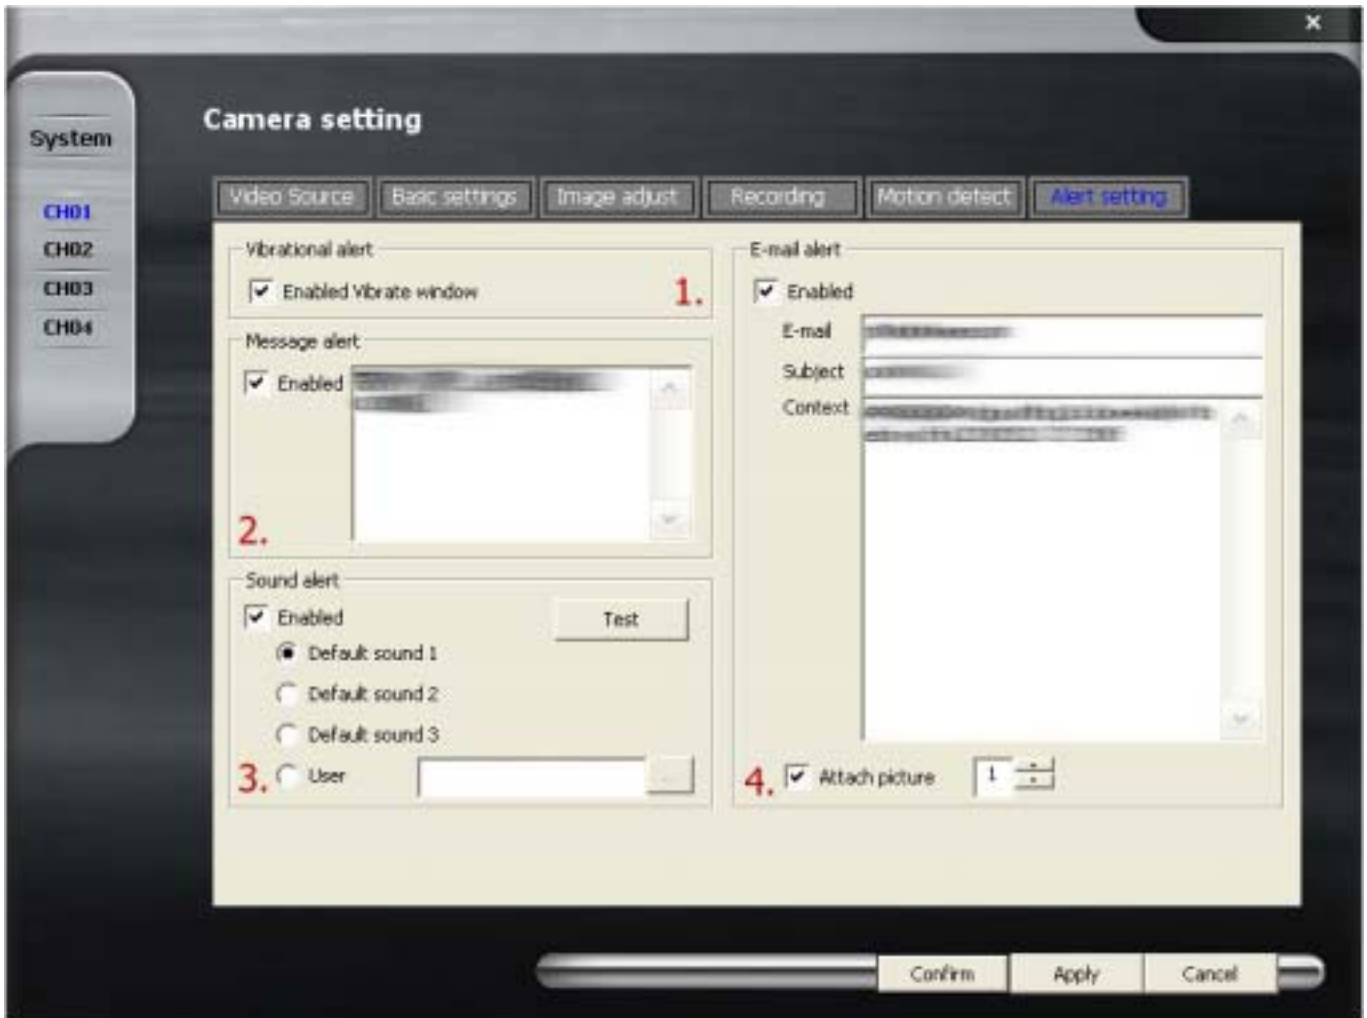 x
Camera setting
System
CH01
CH02
CH03
CH04
Video Source Basic settings Image adjust Recording Motion detect Alert setting
Vibrational alert
Enabled Vibrate window
1.
Message alert
Enabled
2.
Sound alert
Enabled
Test
Default sound 1
Default sound 2
Default sound 3
3. User ...
E-mail alert
Enabled
E-mail
Subject
Context
4. Attach picture 1
Confirm Apply Cancel